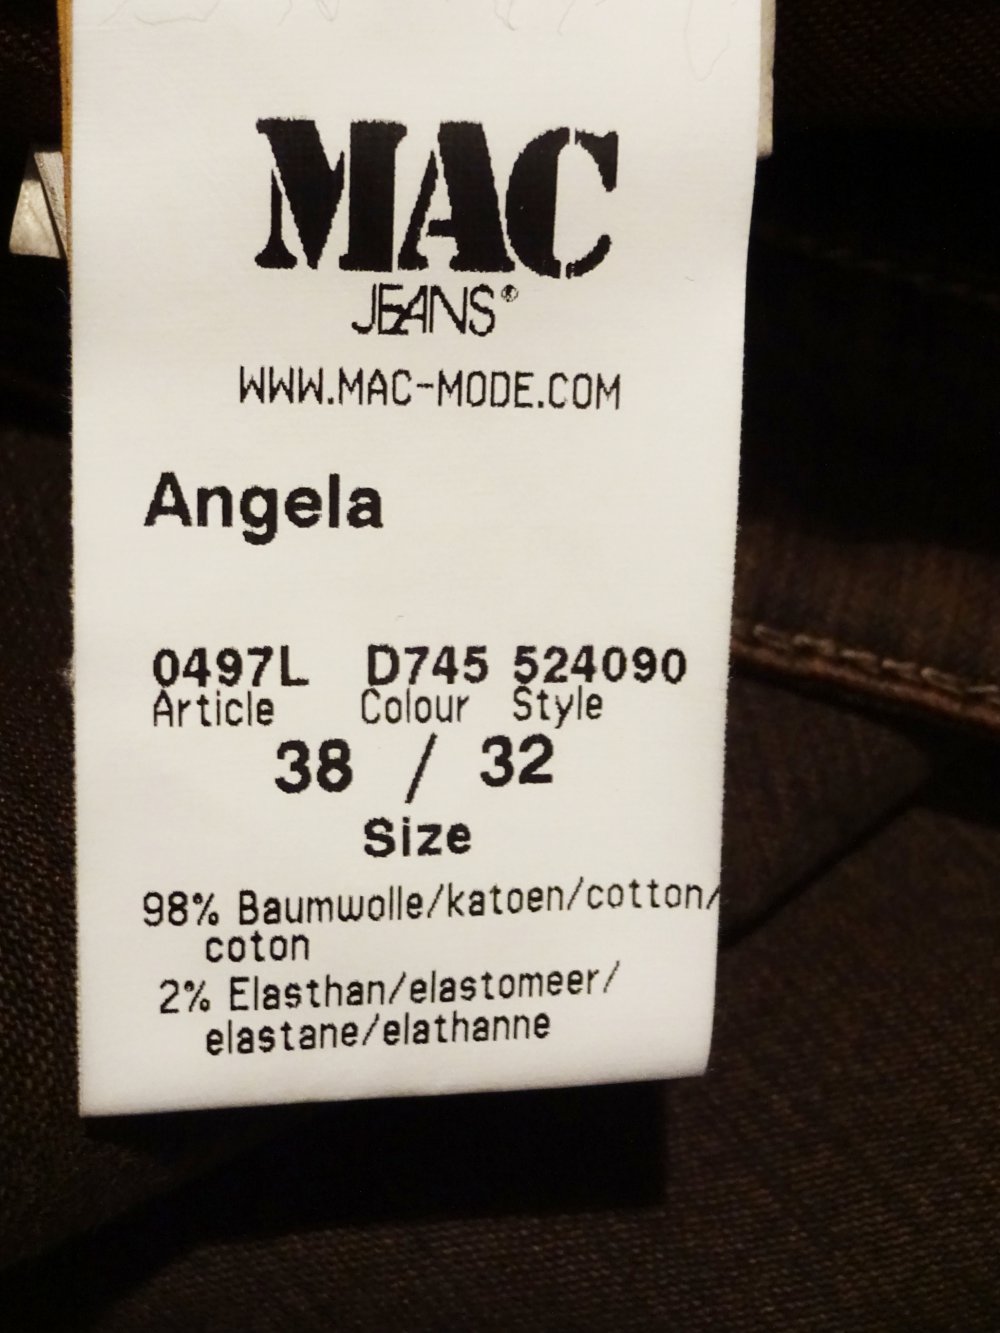 MAC
JEANS®
WWW.MAC-MODE.COM
Angela
0497L D745 524090
Article Colour Style
38 / 32
Size
98% Baumwolle/katoen/cotton/
coton
2% Elasthan/elastomeer/
elastane/elathanne